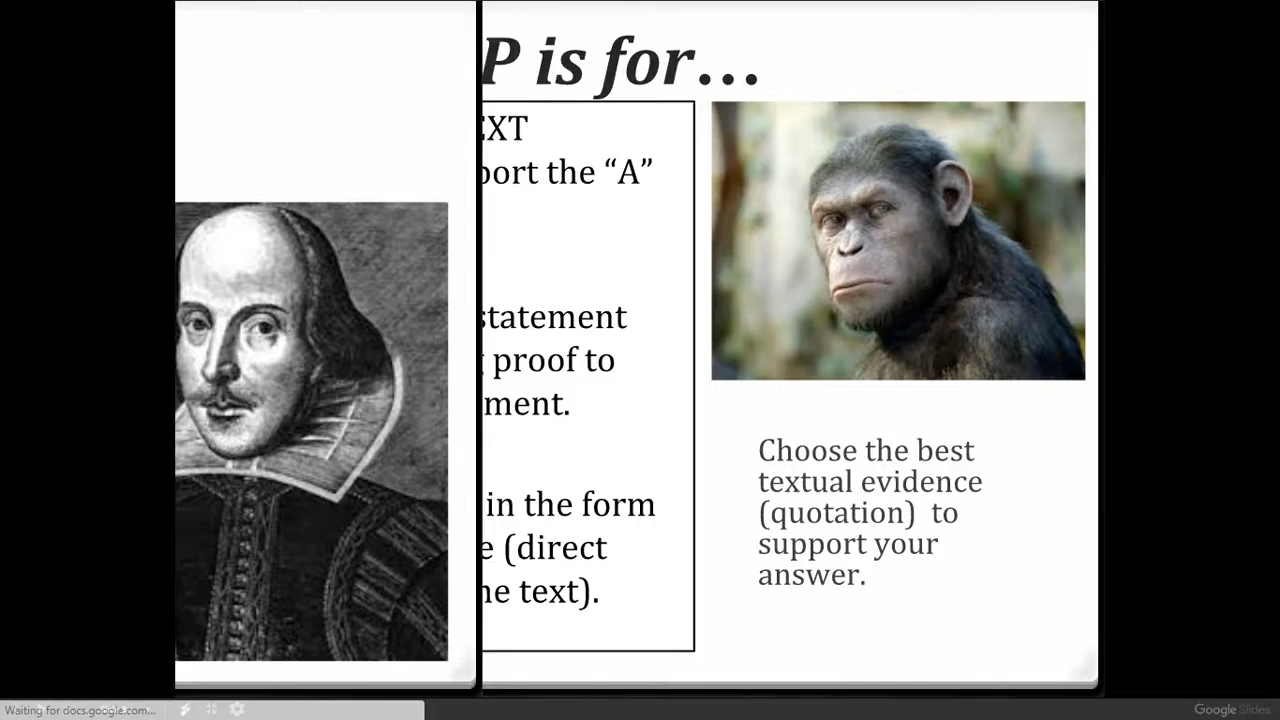 P is for...
EXT
port the “A”
statement
proof to
ment.
in the form
e (direct
he text).
Choose the best
textual evidence
(quotation) to
support your
answer.
Waiting for docs.google.com...
Google Slides